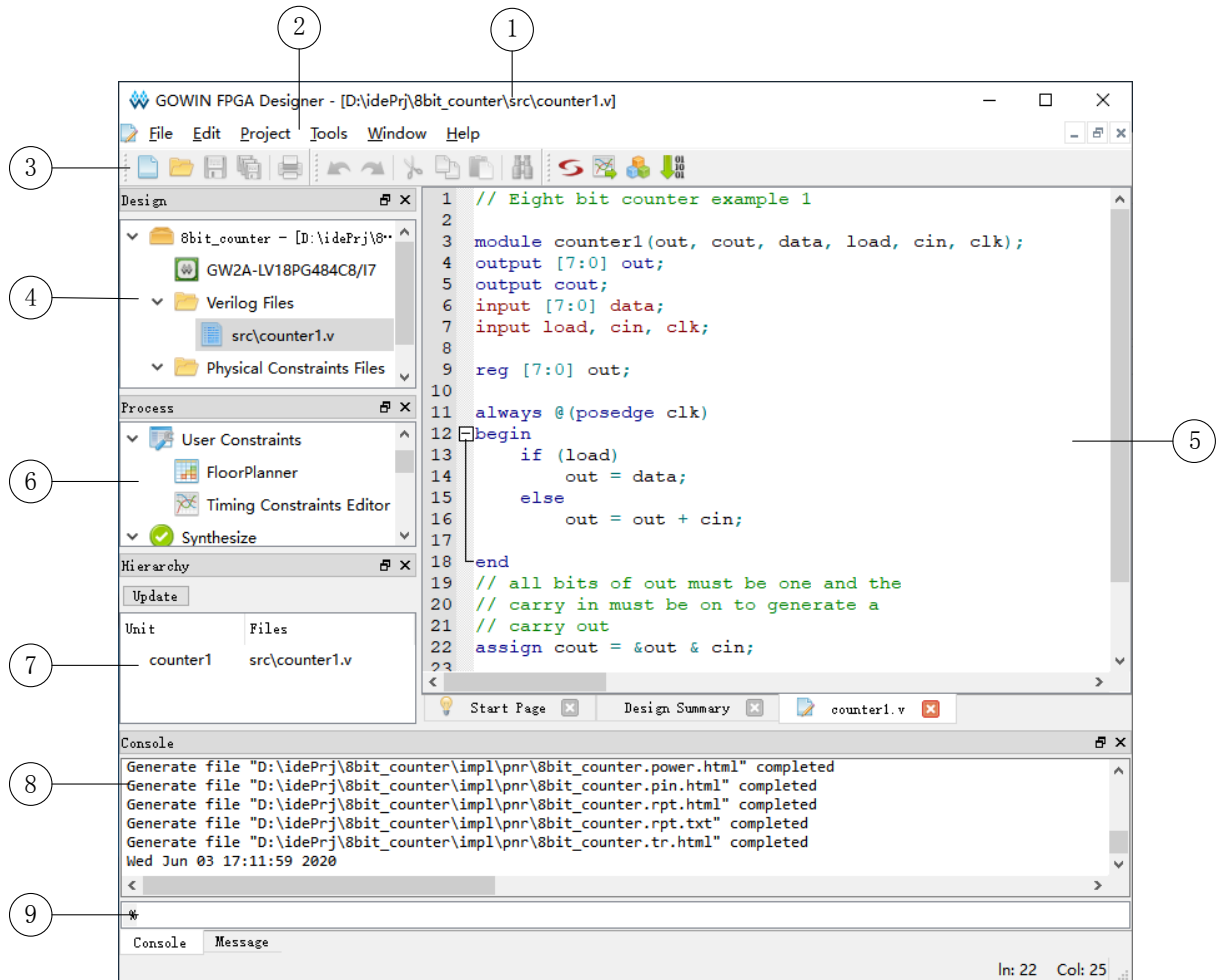 2
1
GOWIN FPGA Designer - [D:\idePrj\8bit_counter\src\counter1.v]
File Edit Project Tools Window Help
3
Design
8bit_counter - [D:\idePrj\8··
GW2A-LV18PG484C8/I7
4
Verilog Files
src\counter1.v
Physical Constraints Files
Process
User Constraints
6
FloorPlanner
Timing Constraints Editor
Synthesize
Hierarchy
Update
Unit Files
7
counter1 src\counter1.v
1 // Eight bit counter example 1
2
3 module counter1(out, cout, data, load, cin, clk);
4 output [7:0] out;
5 output cout;
6 input [7:0] data;
7 input load, cin, clk;
8
9 reg [7:0] out;
10
11 always @(posedge clk)
12 begin
13 if (load)
14 out = data;
15 else
16 out = out + cin;
17
18 end
19 // all bits of out must be one and the
20 // carry in must be on to generate a
21 // carry out
22 assign cout = &out & cin;
23
5
Start Page Design Summary counter1.v
Console
8
Generate file "D:\idePrj\8bit_counter\impl\pnr\8bit_counter.power.html" completed
Generate file "D:\idePrj\8bit_counter\impl\pnr\8bit_counter.pin.html" completed
Generate file "D:\idePrj\8bit_counter\impl\pnr\8bit_counter.rpt.html" completed
Generate file "D:\idePrj\8bit_counter\impl\pnr\8bit_counter.rpt.txt" completed
Generate file "D:\idePrj\8bit_counter\impl\pnr\8bit_counter.tr.html" completed
Wed Jun 03 17:11:59 2020
9
%
Console Message
ln: 22 Col: 25